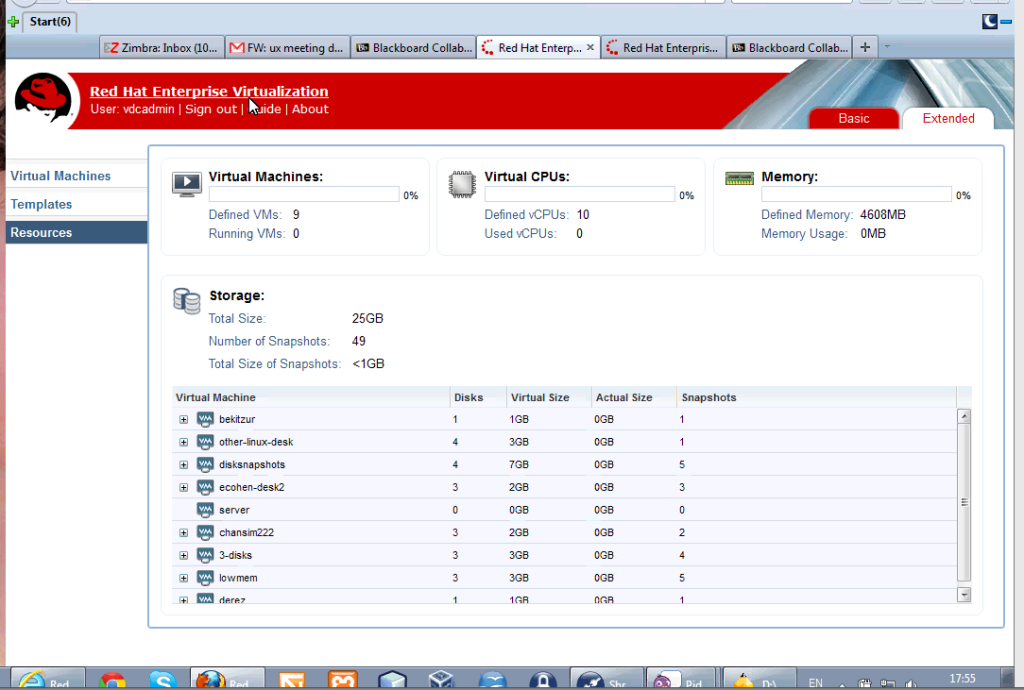 Start(6)
Zimbra: Inbox (10...
FW: ux meeting d...
Blackboard Collab...
Red Hat Enterp...
Red Hat Enterpris...
Blackboard Collab...
Red Hat Enterprise Virtualization
User: vdcadmin | Sign out | Guide | About
Basic
Extended
Virtual Machines
Templates
Resources
Virtual Machines:
0%
Defined VMs: 9
Running VMs: 0
Virtual CPUs:
0%
Defined vCPUs: 10
Used vCPUs: 0
Memory:
0%
Defined Memory: 4608MB
Memory Usage: 0MB
Storage:
Total Size: 25GB
Number of Snapshots: 49
Total Size of Snapshots: <1GB
Virtual Machine Disks Virtual Size Actual Size Snapshots
bekitzur 1 1GB 0GB 1
other-linux-desk 4 3GB 0GB 1
disksnapshots 4 7GB 0GB 5
ecohen-desk2 3 2GB 0GB 3
server 0 0GB 0GB 0
chansim222 3 2GB 0GB 2
3-disks 3 3GB 0GB 4
lowmem 3 3GB 0GB 5
derez 1 1GB 0GB 1
Red
Red
Shr
Pid
D:\
EN
17:55